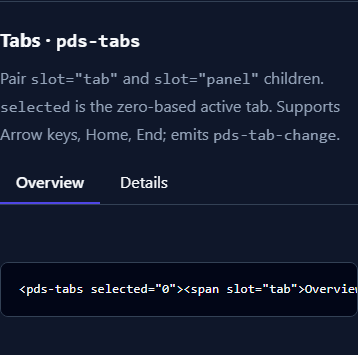 Tabs · pds-tabs
Pair slot="tab" and slot="panel" children.
selected is the zero-based active tab. Supports
Arrow keys, Home, End; emits pds-tab-change.
Overview Details
<pds-tabs selected="0"><span slot="tab">Overview